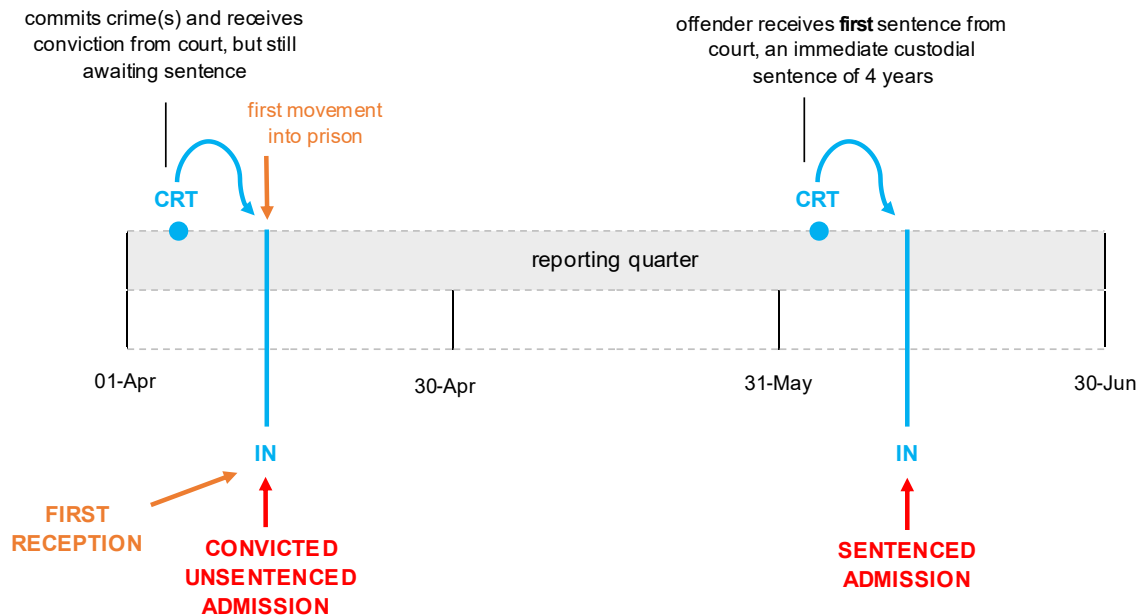 commits crime(s) and receives
conviction from court, but still
awaiting sentence
offender receives first sentence from
court, an immediate custodial
sentence of 4 years
first movement
into prison
CRT
CRT
reporting quarter
01-Apr
30-Apr
31-May
30-Jun
IN
IN
FIRST
RECEPTION
CONVICTED
UNSENTENCED
ADMISSION
SENTENCED
ADMISSION